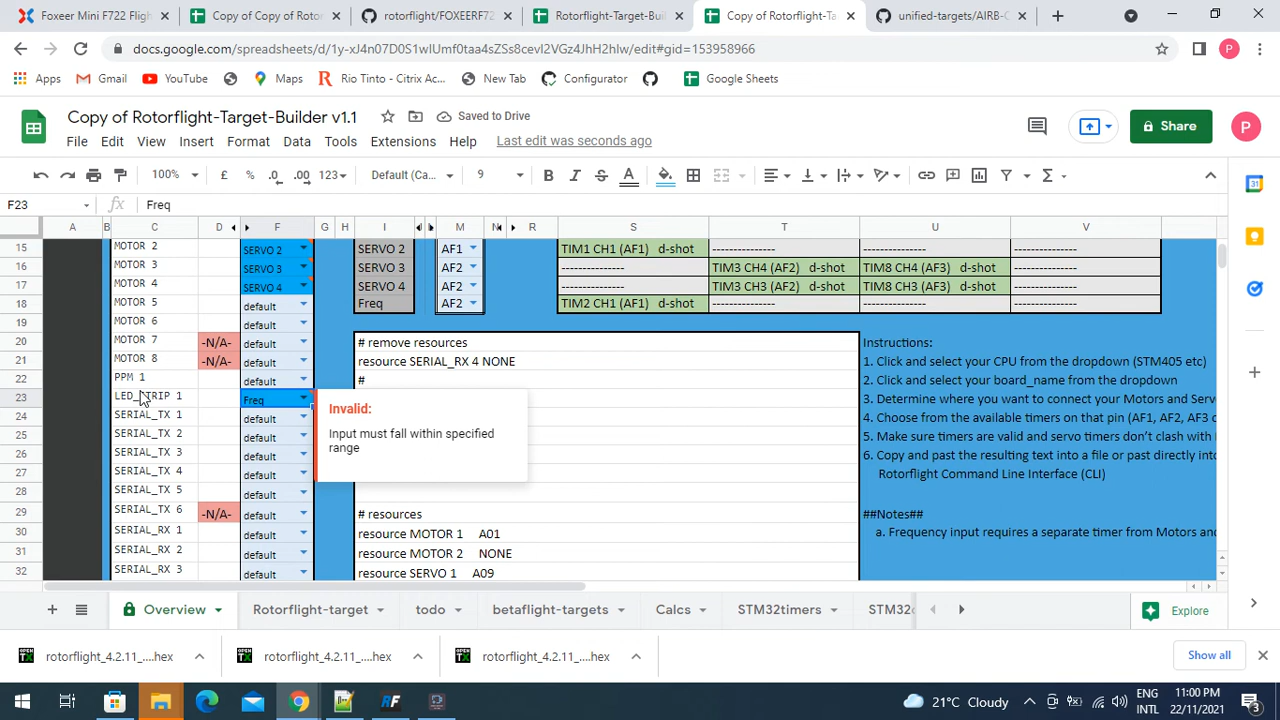 Foxeer Mini F722 Fligh
Copy of Copy of Rotor
rotorflight/FOXEERF72
Rotorflight-Target-Bui
Copy of Rotorflight-Ta
unified-targets/AIRB-C
docs.google.com/spreadsheets/d/1y-xJ4n07D0S1wIUmf0taa4sZSs8cevI2VGz4JhH2hIw/edit#gid=153958966
P
Apps
Gmail
YouTube
Maps
Rio Tinto - Citrix Ac...
New Tab
Configurator
Google Sheets
Copy of Rotorflight-Target-Builder v1.1
Saved to Drive
File Edit View Insert Format Data Tools Extensions Help Last edit was seconds ago
Share
P
100% £ % .0 .00 123 Default (Ca... 9 B I S A
F23 fx Freq
A B C D F G H I M N R S T U V
15 MOTOR 2 SERVO 2 SERVO 2 AF1 TIM1 CH1 (AF1) d-shot --------------- --------------- ---------------
16 MOTOR 3 SERVO 3 SERVO 3 AF2 --------------- TIM3 CH4 (AF2) d-shot TIM8 CH4 (AF3) d-shot ---------------
17 MOTOR 4 SERVO 4 SERVO 4 AF2 --------------- TIM3 CH3 (AF2) d-shot TIM8 CH3 (AF3) d-shot ---------------
18 MOTOR 5 default Freq AF2 TIM2 CH1 (AF1) d-shot --------------- --------------- ---------------
19 MOTOR 6 default
20 MOTOR 7 -N/A- default # remove resources Instructions:
21 MOTOR 8 -N/A- default resource SERIAL_RX 4 NONE 1. Click and select your CPU from the dropdown (STM405 etc)
22 PPM 1 default # 2. Click and select your board_name from the dropdown
23 LED_STRIP 1 Freq 3. Determine where you want to connect your Motors and Serv
24 SERIAL_TX 1 default 4. Choose from the available timers on that pin (AF1, AF2, AF3 o
25 SERIAL_TX 2 default 5. Make sure timers are valid and servo timers don't clash with
26 SERIAL_TX 3 default 6. Copy and past the resulting text into a file or past directly into
27 SERIAL_TX 4 default Rotorflight Command Line Interface (CLI)
28 SERIAL_TX 5 default
29 SERIAL_TX 6 -N/A- default # resources ##Notes##
30 SERIAL_RX 1 default resource MOTOR 1 A01 a. Frequency input requires a separate timer from Motors and
31 SERIAL_RX 2 default resource MOTOR 2 NONE
32 SERIAL_RX 3 default resource SERVO 1 A09
Invalid:
Input must fall within specified
range
Overview Rotorflight-target todo betaflight-targets Calcs STM32timers STM32
Explore
rotorflight_4.2.11_....hex
rotorflight_4.2.11_....hex
rotorflight_4.2.11_....hex
Show all
21°C Cloudy
ENG
INTL
11:00 PM
22/11/2021
3